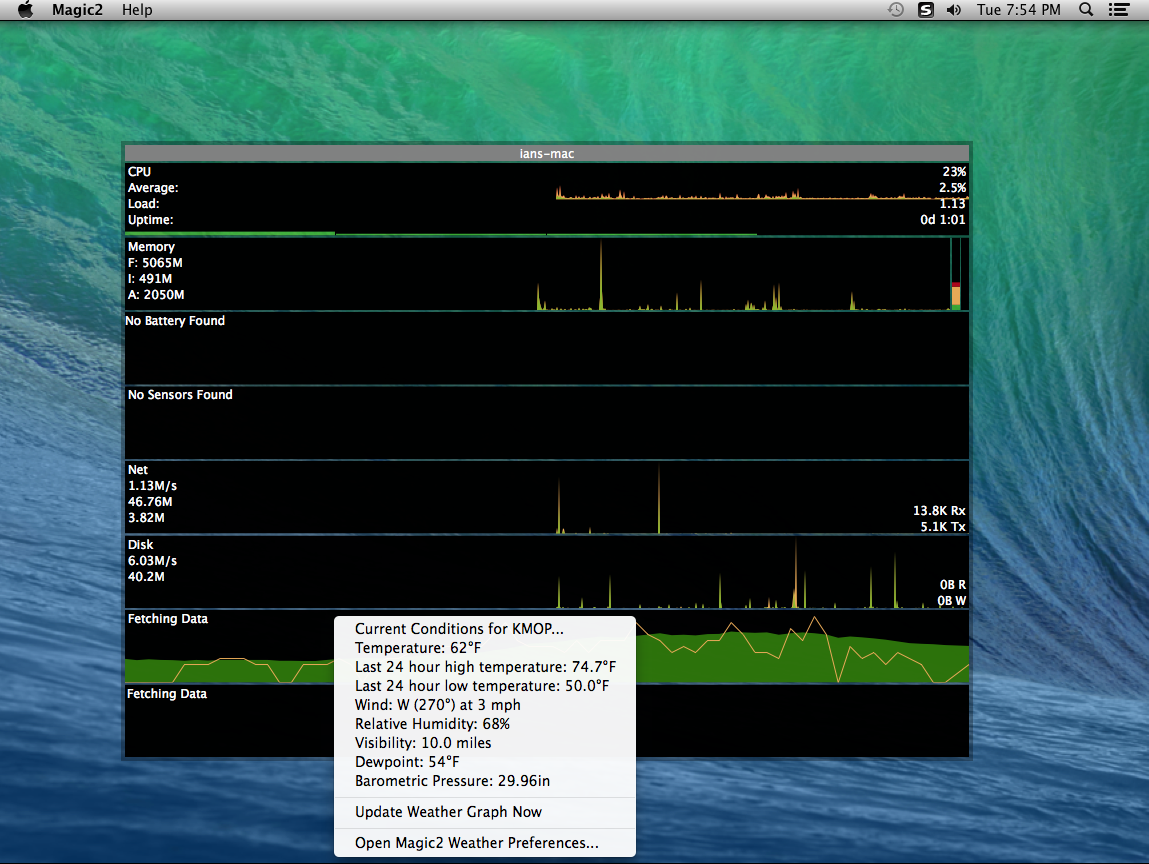 Magic2 Help Tue 7:54 PM
ians-mac
CPU 23%
Average: 2.5%
Load: 1.13
Uptime: 0d 1:01
Memory
F: 5065M
I: 491M
A: 2050M
No Battery Found
No Sensors Found
Net
1.13M/s
46.76M
3.82M
13.8K Rx
5.1K Tx
Disk
6.03M/s
40.2M
0B R
0B W
Fetching Data
Fetching Data
Current Conditions for KMOP...
Temperature: 62°F
Last 24 hour high temperature: 74.7°F
Last 24 hour low temperature: 50.0°F
Wind: W (270°) at 3 mph
Relative Humidity: 68%
Visibility: 10.0 miles
Dewpoint: 54°F
Barometric Pressure: 29.96in
Update Weather Graph Now
Open Magic2 Weather Preferences...